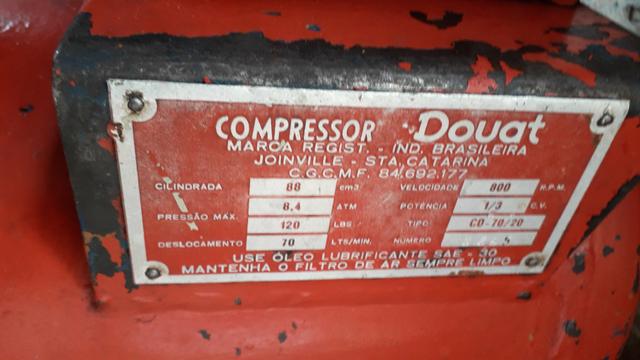 COMPRESSOR Douat
MARCA REGIST. - IND. BRASILEIRA
JOINVILLE - STA. CATARINA
C.G.C.M.F. 84.692.177
CILINDRADA 88 cm3 VELOCIDADE 800 R.P.M.
PRESSÃO MÁX. 8,4 ATM POTÊNCIA 1/3 C.V.
120 LBS TIPO CD-70/20
DESLOCAMENTO 70 LTS/MIN. NÚMERO
USE ÓLEO LUBRIFICANTE SAE - 30
MANTENHA O FILTRO DE AR SEMPRE LIMPO